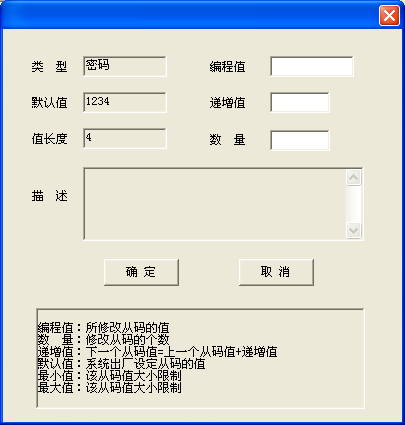 类 型 密码 编程值
默认值 1234 递增值
值长度 4 数 量
描 述
确 定 取 消
编程值：所修改从码的值
数 量：修改从码的个数
递增值：下一个从码值=上一个从码值+递增值
默认值：系统出厂设定从码的值
最小值：该从码值大小限制
最大值：该从码值大小限制